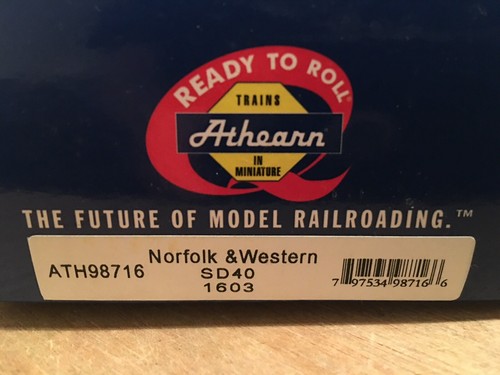 READY TO ROLL®
TRAINS
Athearn
IN
MINIATURE
THE FUTURE OF MODEL RAILROADING.™
ATH98716
Norfolk &Western
SD40
1603
7 97534 98716 6